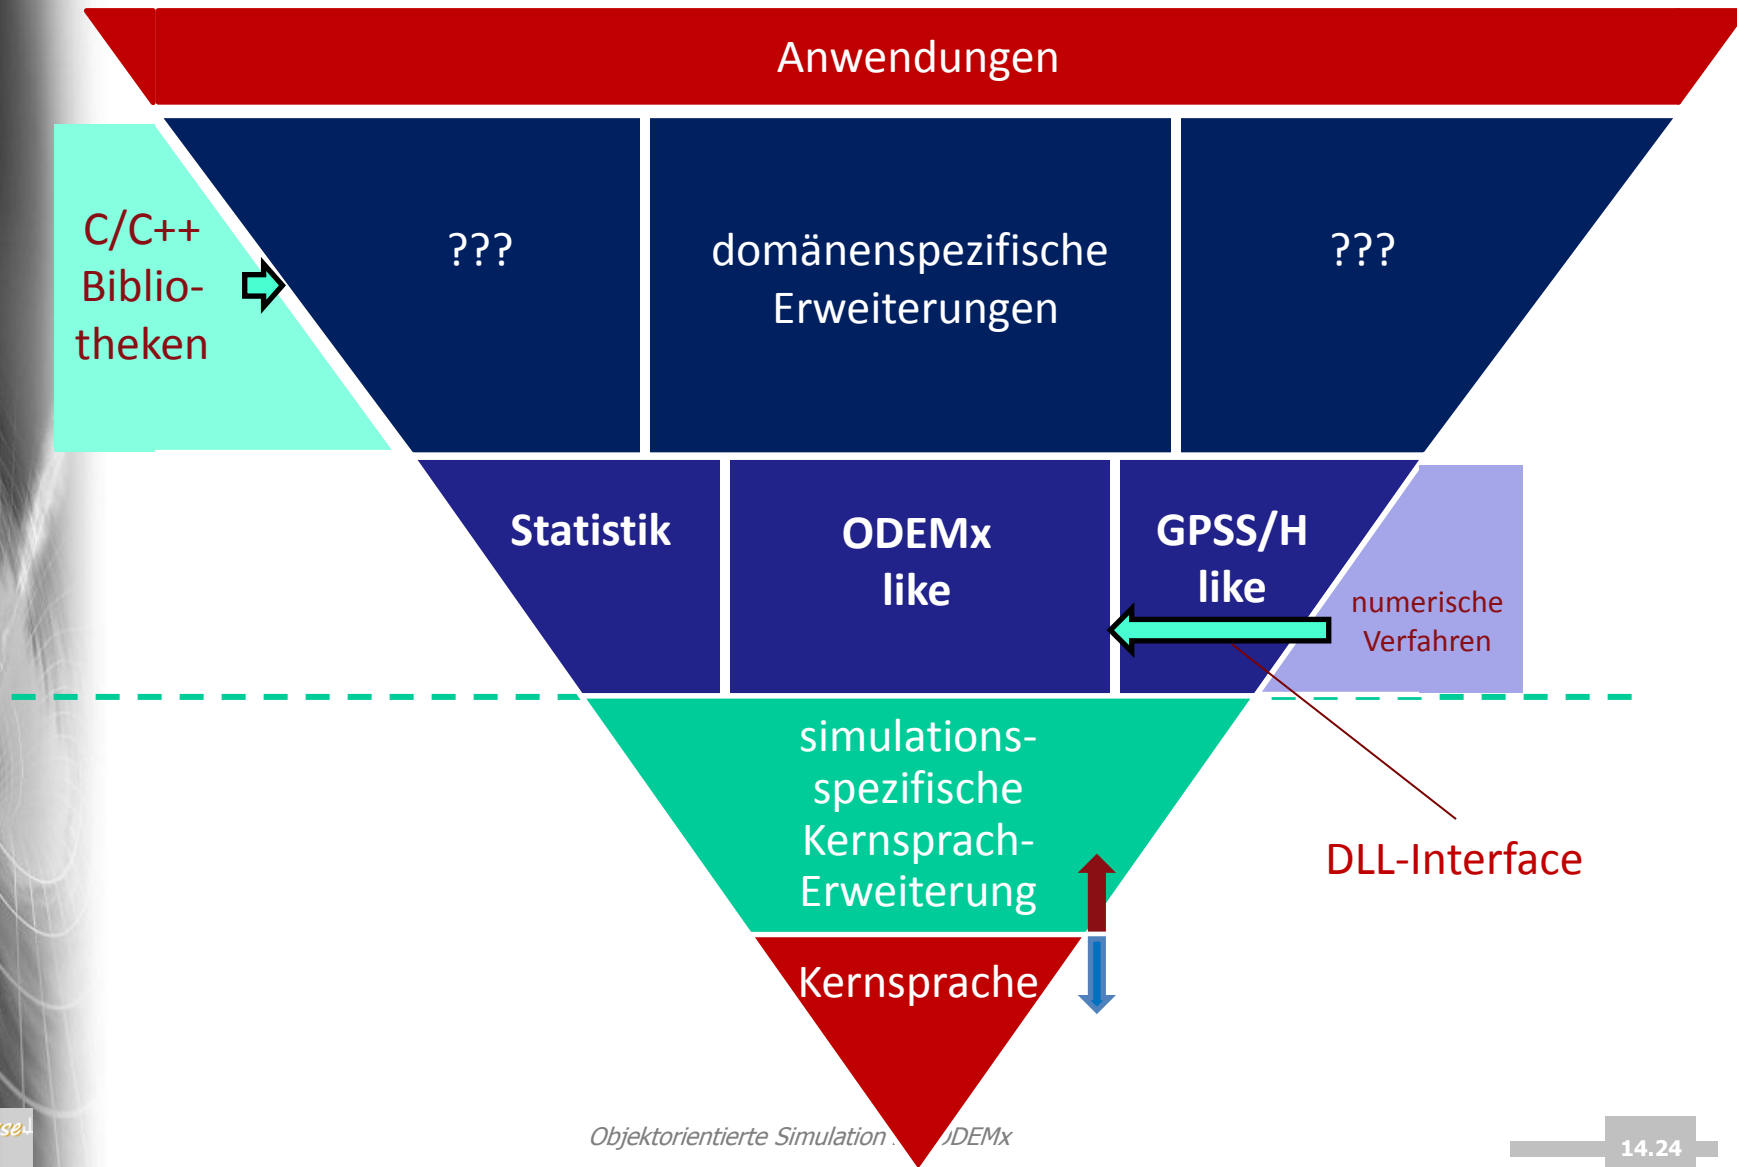 Anwendungen
C/C++
Biblio-
theken
???
domänenspezifische
Erweiterungen
???
Statistik
ODEMx
like
GPSS/H
like
numerische
Verfahren
simulations-
spezifische
Kernsprach-
Erweiterung
DLL-Interface
Kernsprache
Objektorientierte Simulation
14.24